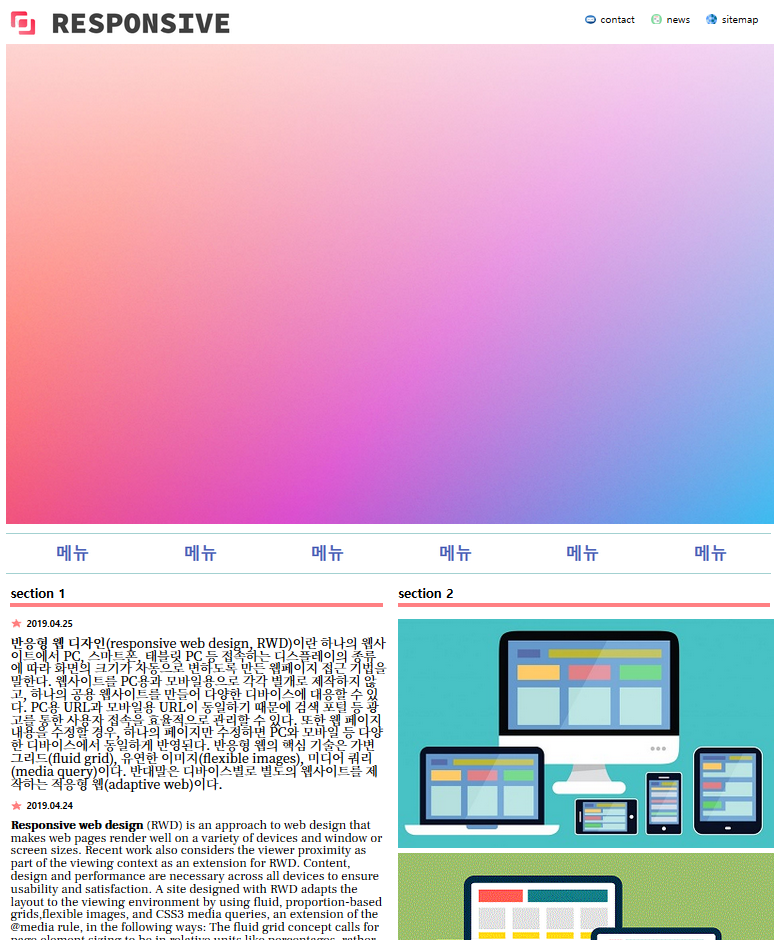 RESPONSIVE
contact news sitemap
메뉴 메뉴 메뉴 메뉴 메뉴 메뉴
section 1
2019.04.25
반응형 웹 디자인(responsive web design, RWD)이란 하나의 웹사
이트에서 PC, 스마트폰, 태블릿 PC 등 접속하는 디스플레이의 종류
에 따라 화면의 크기가 자동으로 변하도록 만든 웹페이지 접근 기법을
말한다. 웹사이트를 PC용과 모바일용으로 각각 별개로 제작하지 않
고, 하나의 공용 웹사이트를 만들어 다양한 디바이스에 대응할 수 있
다. PC용 URL과 모바일용 URL이 동일하기 때문에 검색 포털 등 광
고를 통한 사용자 접속을 효율적으로 관리할 수 있다. 또한 웹 페이지
내용을 수정할 경우, 하나의 페이지만 수정하면 PC와 모바일 등 다양
한 디바이스에서 동일하게 반영된다. 반응형 웹의 핵심 기술은 가변
그리드(fluid grid), 유연한 이미지(flexible images), 미디어 쿼리
(media query)이다. 반대말은 디바이스별로 별도의 웹사이트를 제
작하는 적응형 웹(adaptive web)이다.
2019.04.24
Responsive web design (RWD) is an approach to web design that
makes web pages render well on a variety of devices and window or
screen sizes. Recent work also considers the viewer proximity as
part of the viewing context as an extension for RWD. Content,
design and performance are necessary across all devices to ensure
usability and satisfaction. A site designed with RWD adapts the
layout to the viewing environment by using fluid, proportion-based
grids,flexible images, and CSS3 media queries, an extension of the
@media rule, in the following ways: The fluid grid concept calls for
page element sizing to be in relative units like percentages, rather
section 2